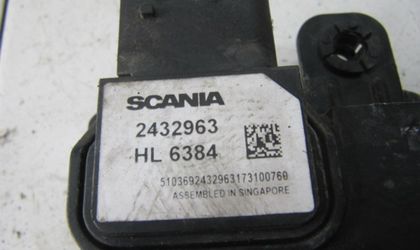 SCANIA
2432963
HL 6384
5103692432963173100760
ASSEMBLED IN SINGAPORE